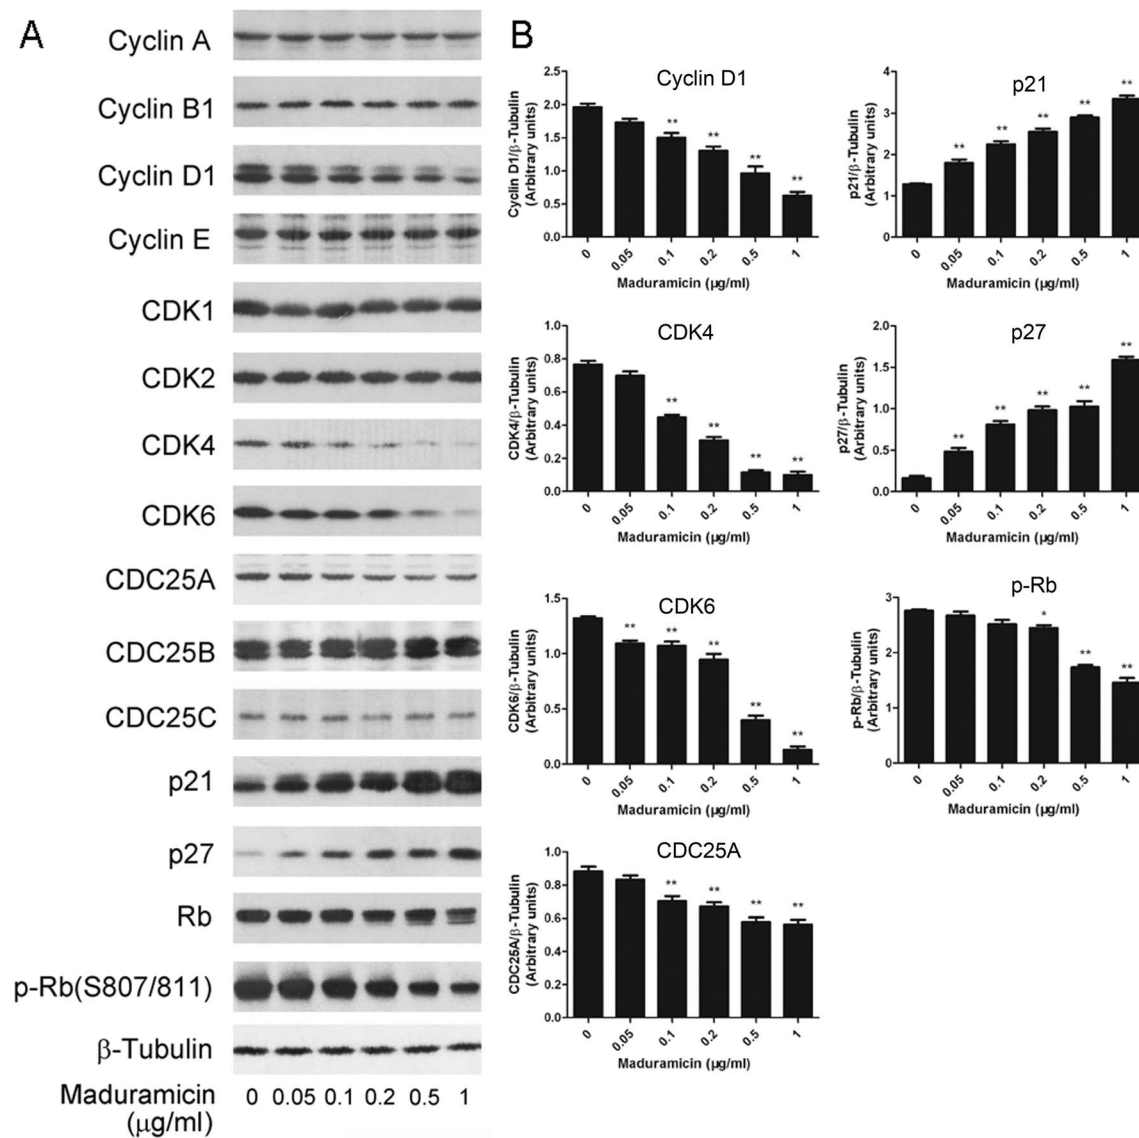 A
Cyclin A
Cyclin B1
Cyclin D1
Cyclin E
CDK1
CDK2
CDK4
CDK6
CDC25A
CDC25B
CDC25C
p21
p27
Rb
p-Rb(S807/811)
β-Tubulin
Maduramicin 0 0.05 0.1 0.2 0.5 1
(μg/ml)
B
Cyclin D1
Cyclin D1/β-Tubulin
(Arbitrary units)
2.5
2.0
1.5
1.0
0.5
0.0
** ** ** **
0 0.05 0.1 0.2 0.5 1
Maduramicin (μg/ml)
p21
p21/β-Tubulin
(Arbitrary units)
4
3
2
1
0
** ** ** ** **
0 0.05 0.1 0.2 0.5 1
Maduramicin (μg/ml)
CDK4
CDK4/β-Tubulin
(Arbitrary units)
1.0
0.8
0.6
0.4
0.2
0.0
** ** ** **
0 0.05 0.1 0.2 0.5 1
Maduramicin (μg/ml)
p27
p27/β-Tubulin
(Arbitrary units)
2.0
1.5
1.0
0.5
0.0
** ** ** ** **
0 0.05 0.1 0.2 0.5 1
Maduramicin (μg/ml)
CDK6
CDK6/β-Tubulin
(Arbitrary units)
1.5
1.0
0.5
0.0
** ** ** ** **
0 0.05 0.1 0.2 0.5 1
Maduramicin (μg/ml)
p-Rb
p-Rb/β-Tubulin
(Arbitrary units)
3
2
1
0
* ** **
0 0.05 0.1 0.2 0.5 1
Maduramicin (μg/ml)
CDC25A
CDC25A/β-Tubulin
(Arbitrary units)
1.0
0.8
0.6
0.4
0.2
0.0
** ** ** **
0 0.05 0.1 0.2 0.5 1
Maduramicin (μg/ml)